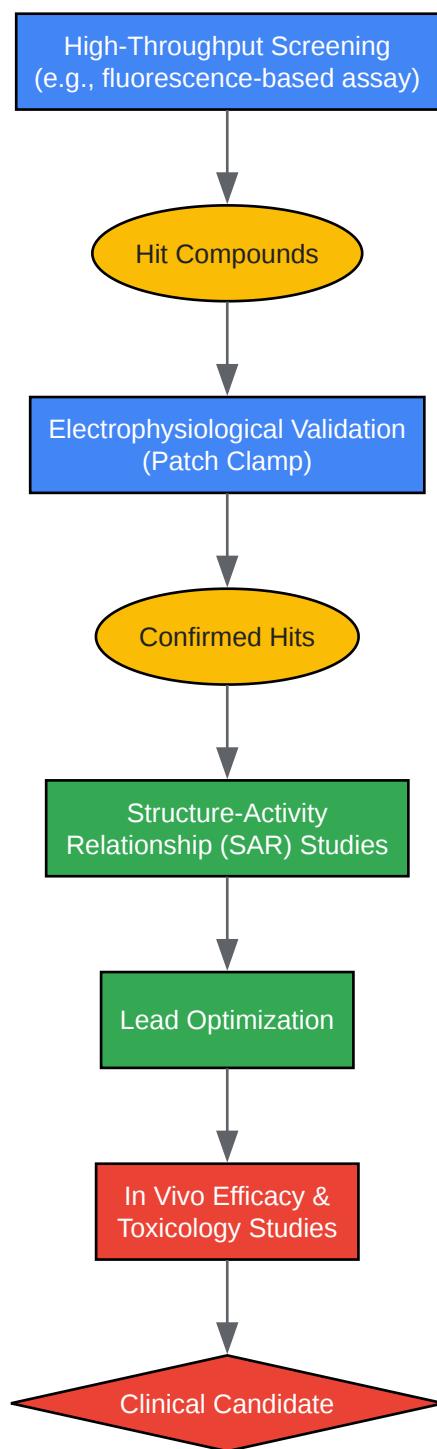 High-Throughput Screening
(e.g., fluorescence-based assay)
Hit Compounds
Electrophysiological Validation
(Patch Clamp)
Confirmed Hits
Structure-Activity
Relationship (SAR) Studies
Lead Optimization
In Vivo Efficacy &
Toxicology Studies
Clinical Candidate